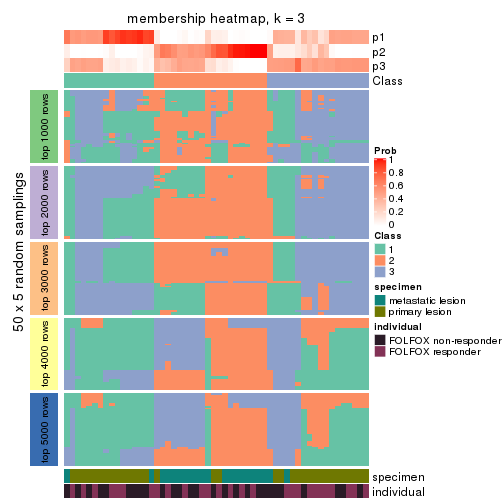 membership heatmap, k = 3
p1
p2
p3
Class
50 x 5 random samplings
top 1000 rows
top 2000 rows
top 3000 rows
top 4000 rows
top 5000 rows
Prob
1
0.8
0.6
0.4
0.2
0
Class
1
2
3
specimen
metastatic lesion
primary lesion
individual
FOLFOX non-responder
FOLFOX responder
specimen
individual